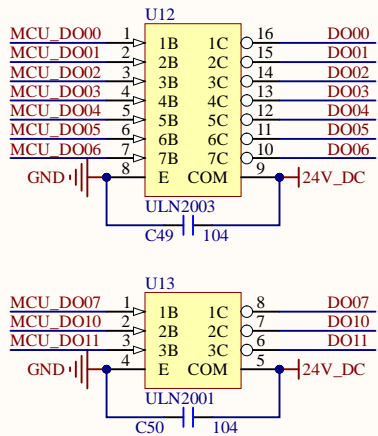 U12
MCU_DO00 1 1B 1C 16 DO00
MCU_DO01 2 2B 2C 15 DO01
MCU_DO02 3 3B 3C 14 DO02
MCU_DO03 4 4B 4C 13 DO03
MCU_DO04 5 5B 5C 12 DO04
MCU_DO05 6 6B 6C 11 DO05
MCU_DO06 7 7B 7C 10 DO06
GND 8 E COM 9 24V_DC
ULN2003
C49 104
U13
MCU_DO07 1 1B 1C 8 DO07
MCU_DO10 2 2B 2C 7 DO10
MCU_DO11 3 3B 3C 6 DO11
GND 4 E COM 5 24V_DC
ULN2001
C50 104